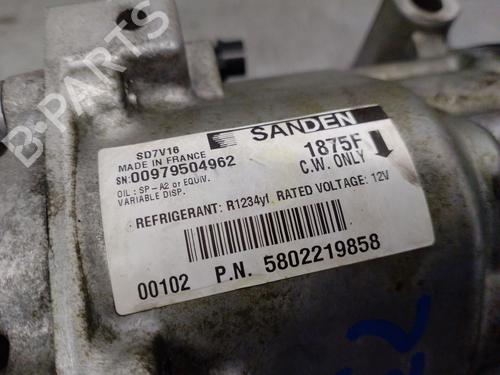 B-PARTS
SANDEN
SD7V16
MADE IN FRANCE
SN:00979504962
1875F
C.W. ONLY
OIL : SP-A2 or EQUIV.
VARIABLE DISP.
REFRIGERANT: R1234yf, RATED VOLTAGE: 12V
00102 P.N. 5802219858